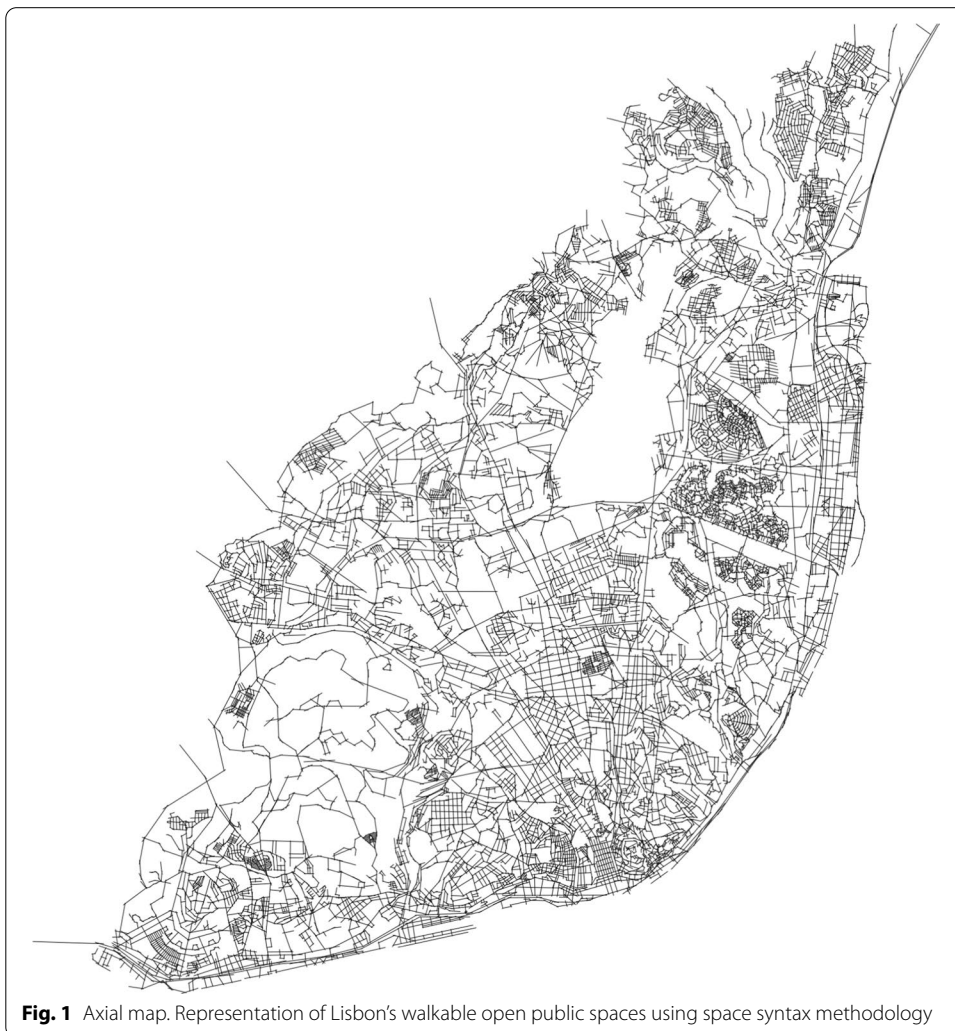 Fig. 1 Axial map. Representation of Lisbon’s walkable open public spaces using space syntax methodology